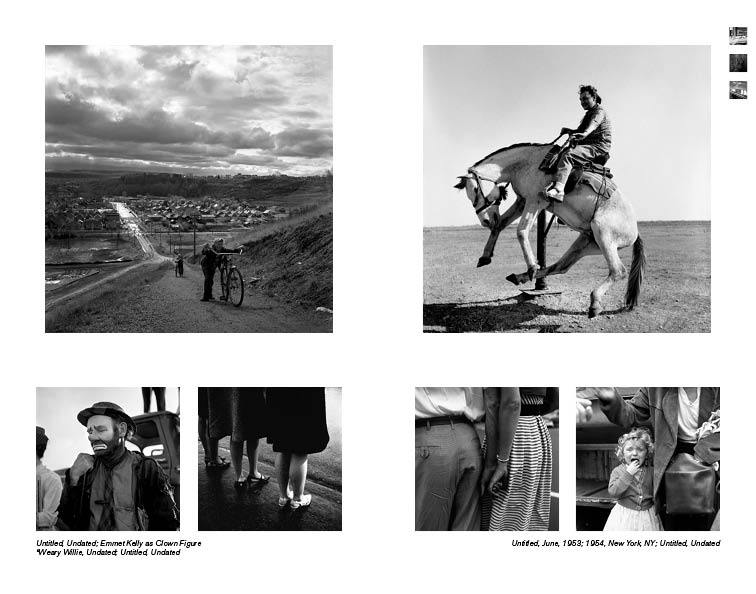 Untitled, Undated; Emmet Kelly as Clown Figure
"Weary Willie, Undated; Untitled, Undated
Untitled, June, 1953; 1954, New York, NY; Untitled, Undated